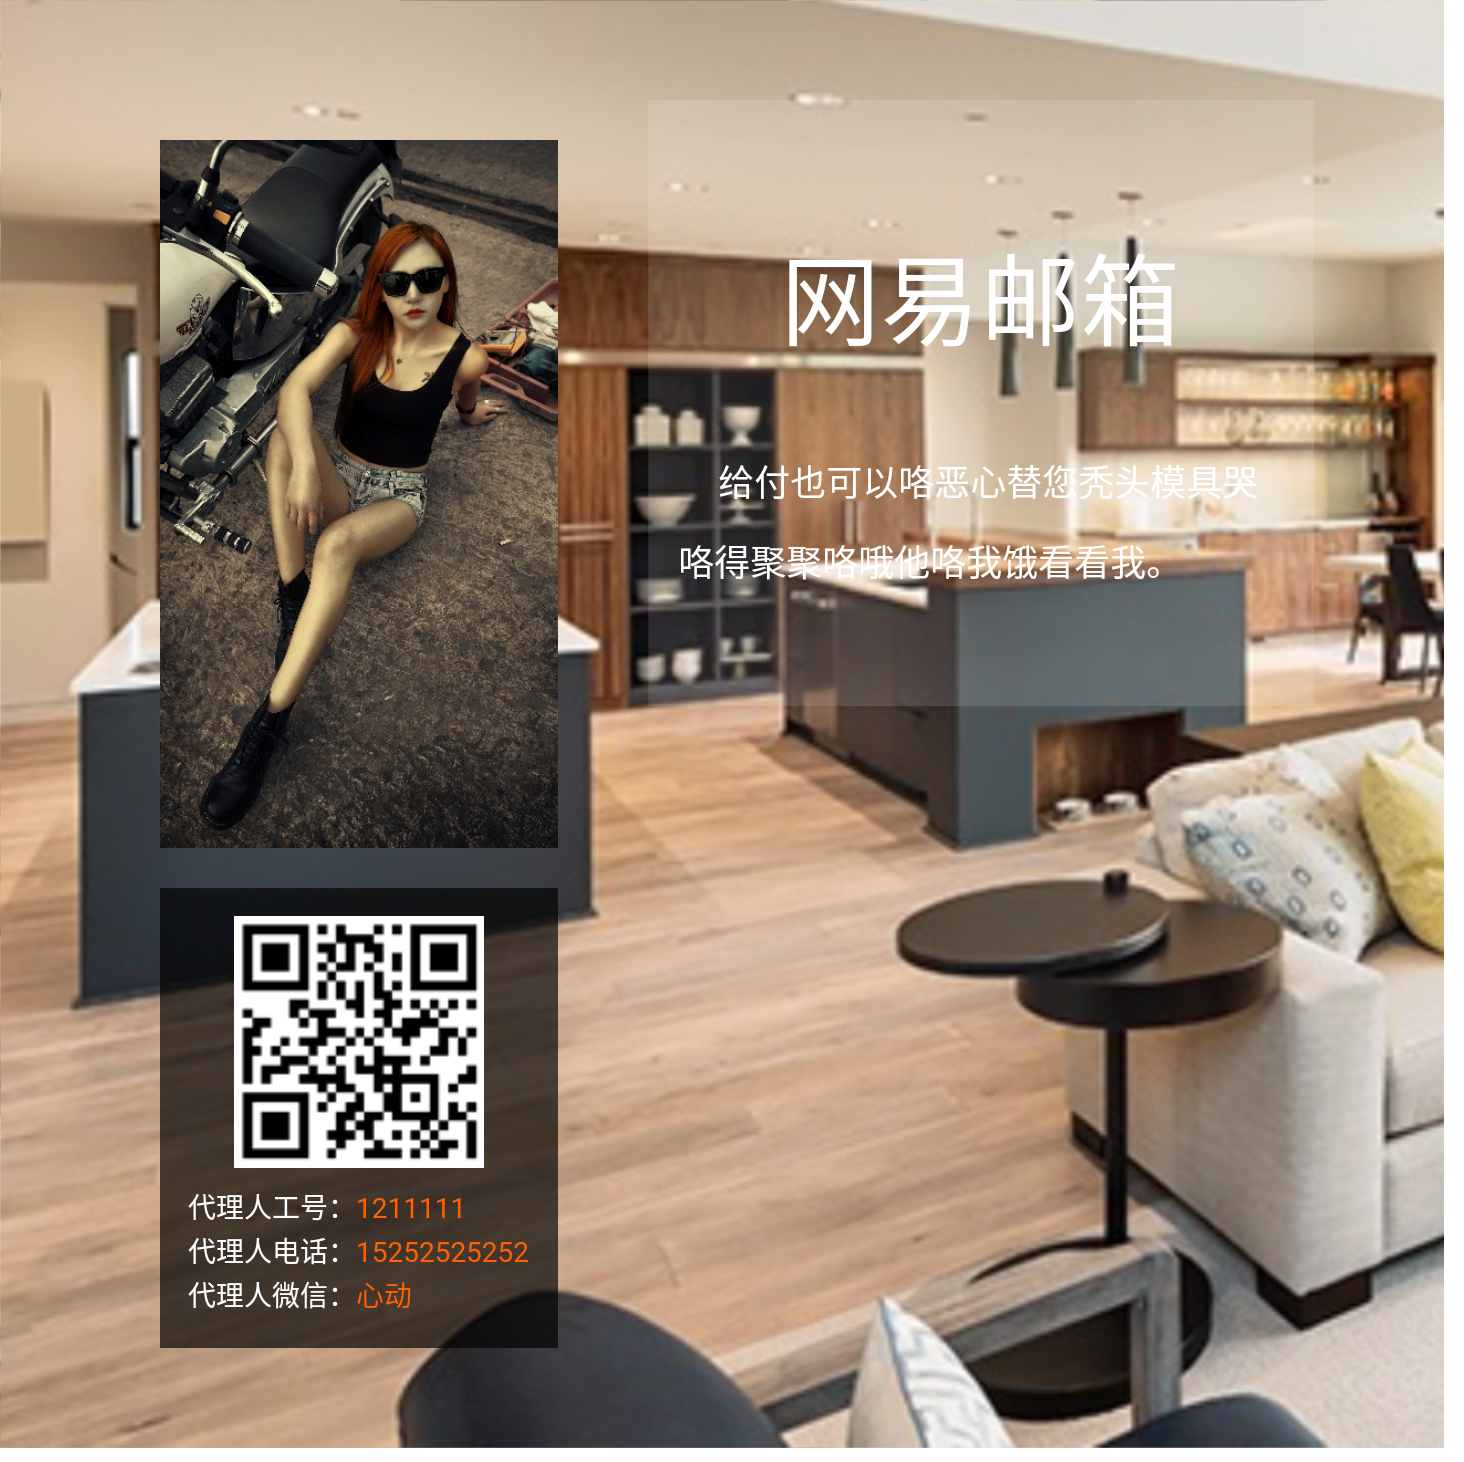 网易邮箱
给付也可以咯恶心替您秃头模具哭
咯得聚聚咯哦他咯我饿看看我。
代理人工号：1211111
代理人电话：15252525252
代理人微信：心动